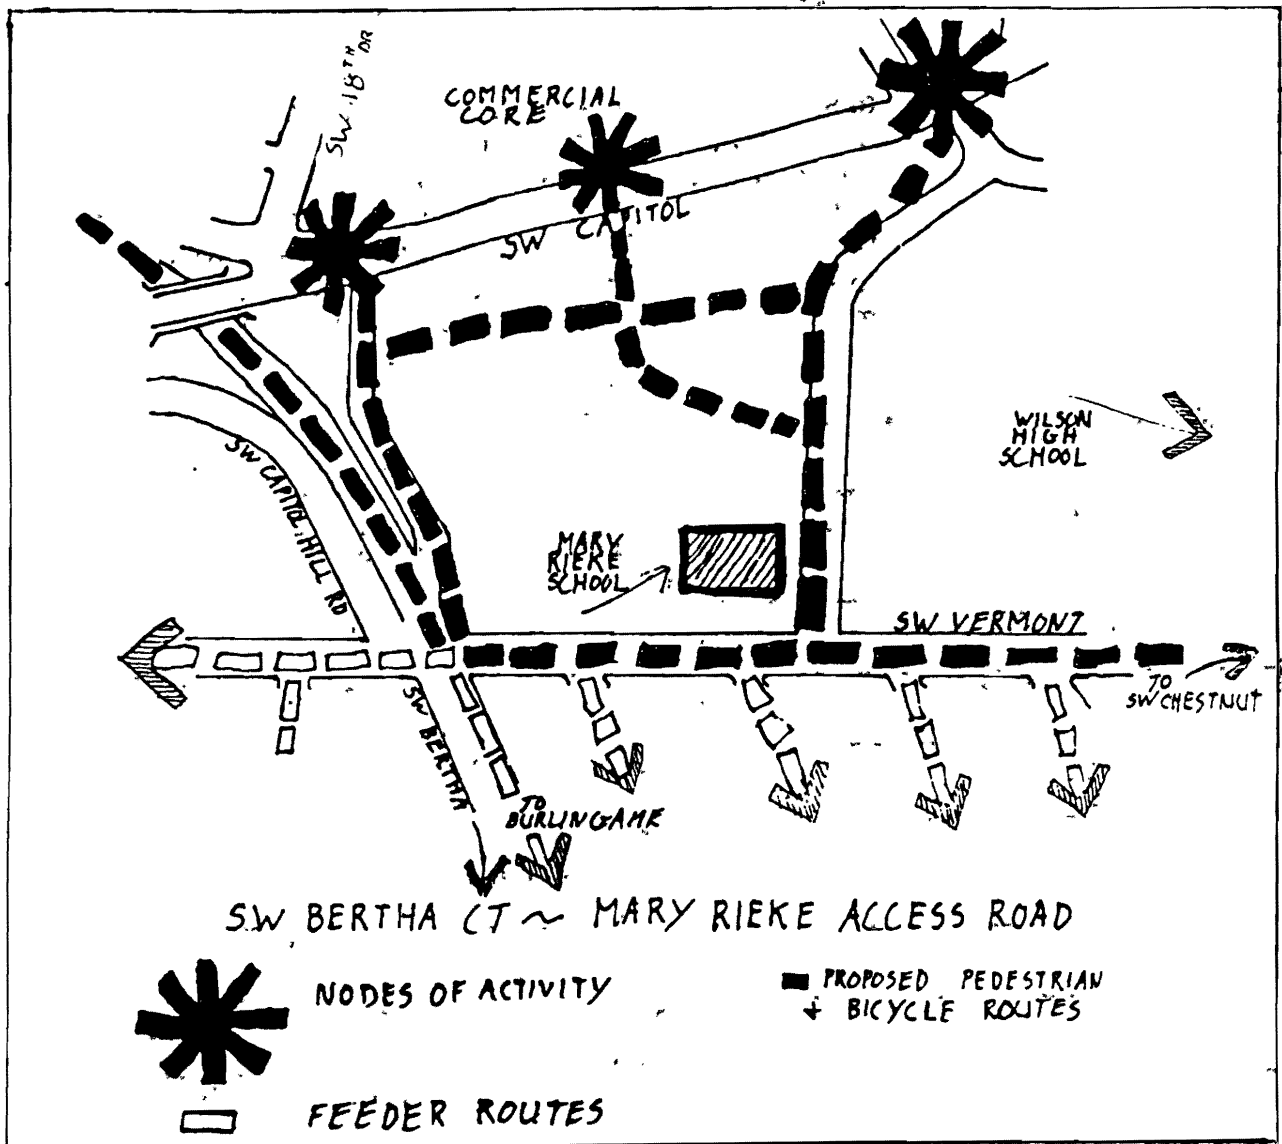 SW 18TH DR
COMMERCIAL
CORE
SW CAPITOL
WILSON
HIGH
SCHOOL
SW CAPITOL HILL RD
MARY
RIEKE
SCHOOL
SW VERMONT
TO
SW CHESTNUT
SW BERTHA
TO
BURLINGAME
SW BERTHA CT ~ MARY RIEKE ACCESS ROAD
NODES OF ACTIVITY
PROPOSED PEDESTRIAN
+ BICYCLE ROUTES
FEEDER ROUTES